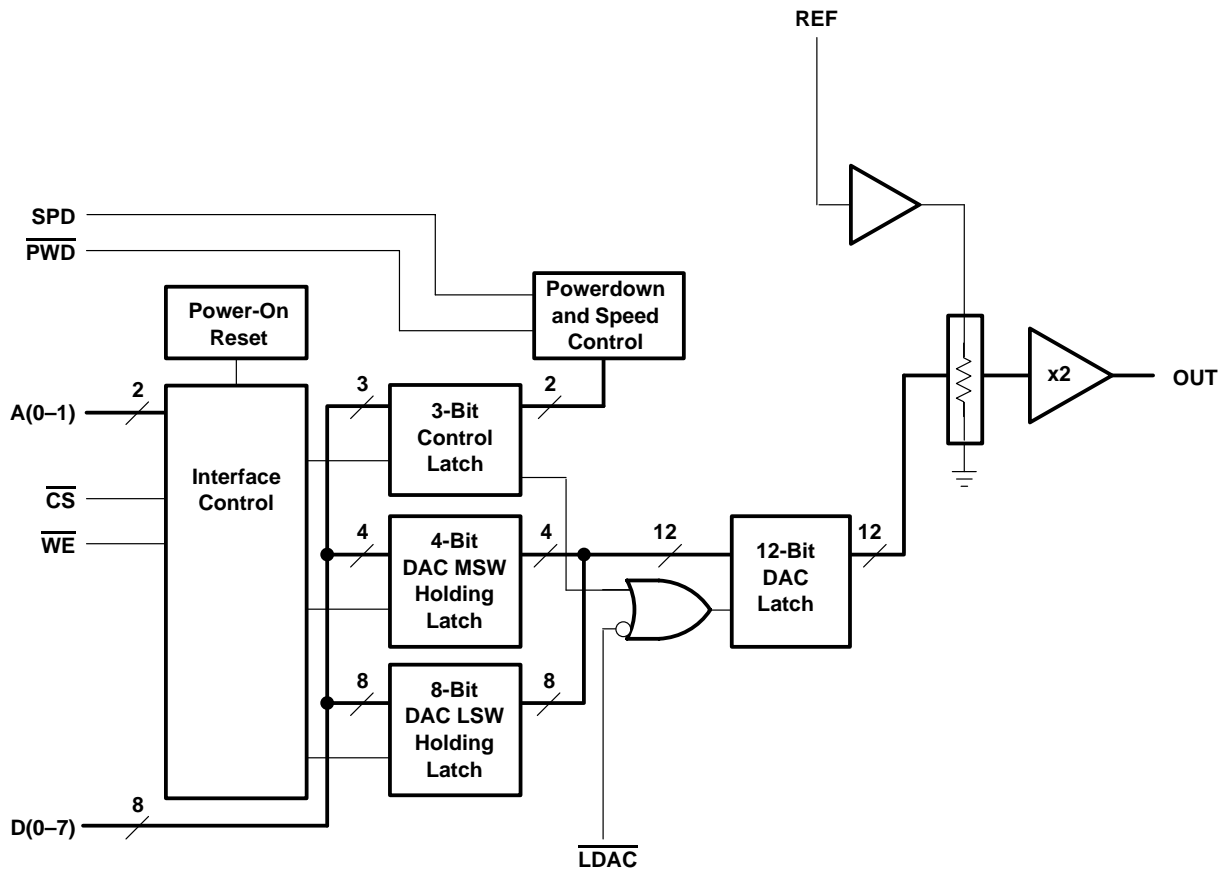 REF
SPD
PWD
Powerdown
and Speed
Control
Power-On
Reset
x2
OUT
2
3
2
A(0–1)
3-Bit
Control
Latch
Interface
Control
CS
WE
4
4
12
12
4-Bit
DAC MSW
Holding
Latch
12-Bit
DAC
Latch
8
8
8-Bit
DAC LSW
Holding
Latch
8
D(0–7)
LDAC